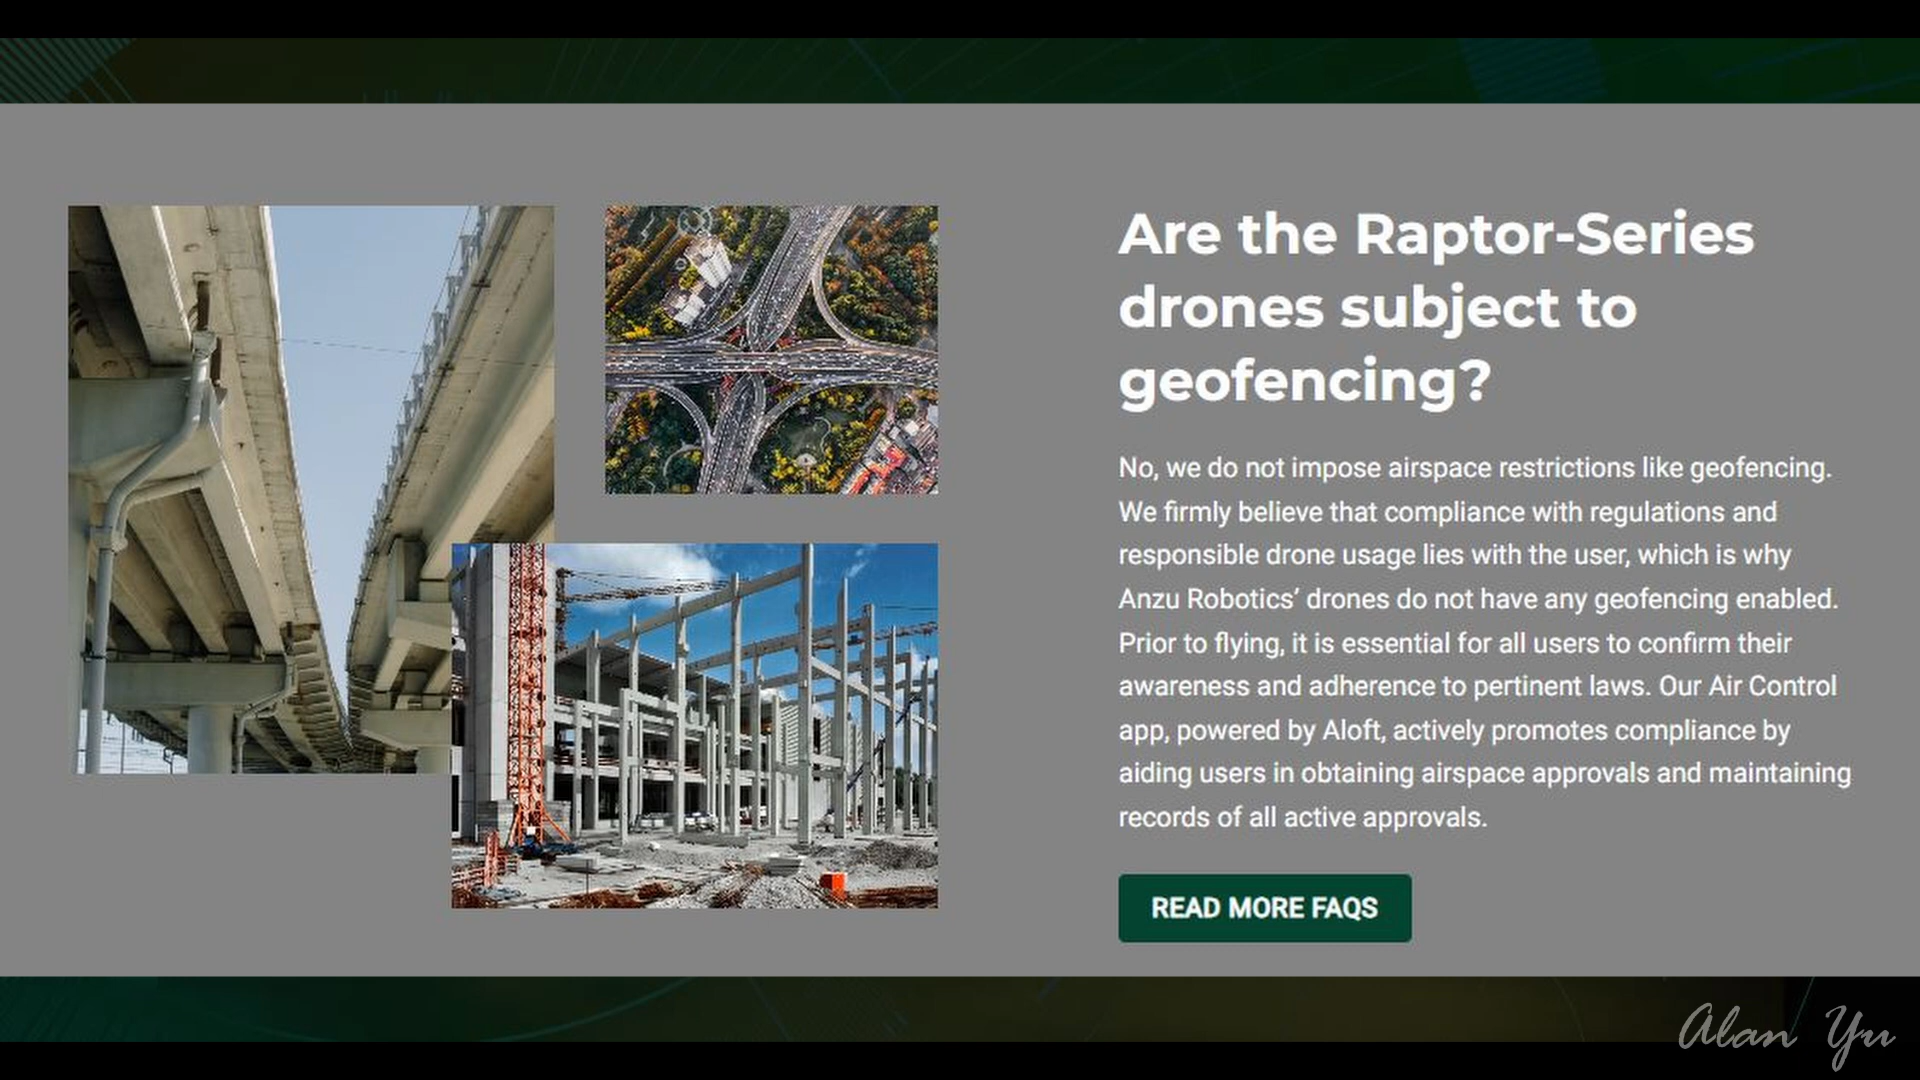 Are the Raptor-Series
drones subject to
geofencing?
No, we do not impose airspace restrictions like geofencing.
We firmly believe that compliance with regulations and
responsible drone usage lies with the user, which is why
Anzu Robotics’ drones do not have any geofencing enabled.
Prior to flying, it is essential for all users to confirm their
awareness and adherence to pertinent laws. Our Air Control
app, powered by Aloft, actively promotes compliance by
aiding users in obtaining airspace approvals and maintaining
records of all active approvals.
READ MORE FAQS
Alan Yu